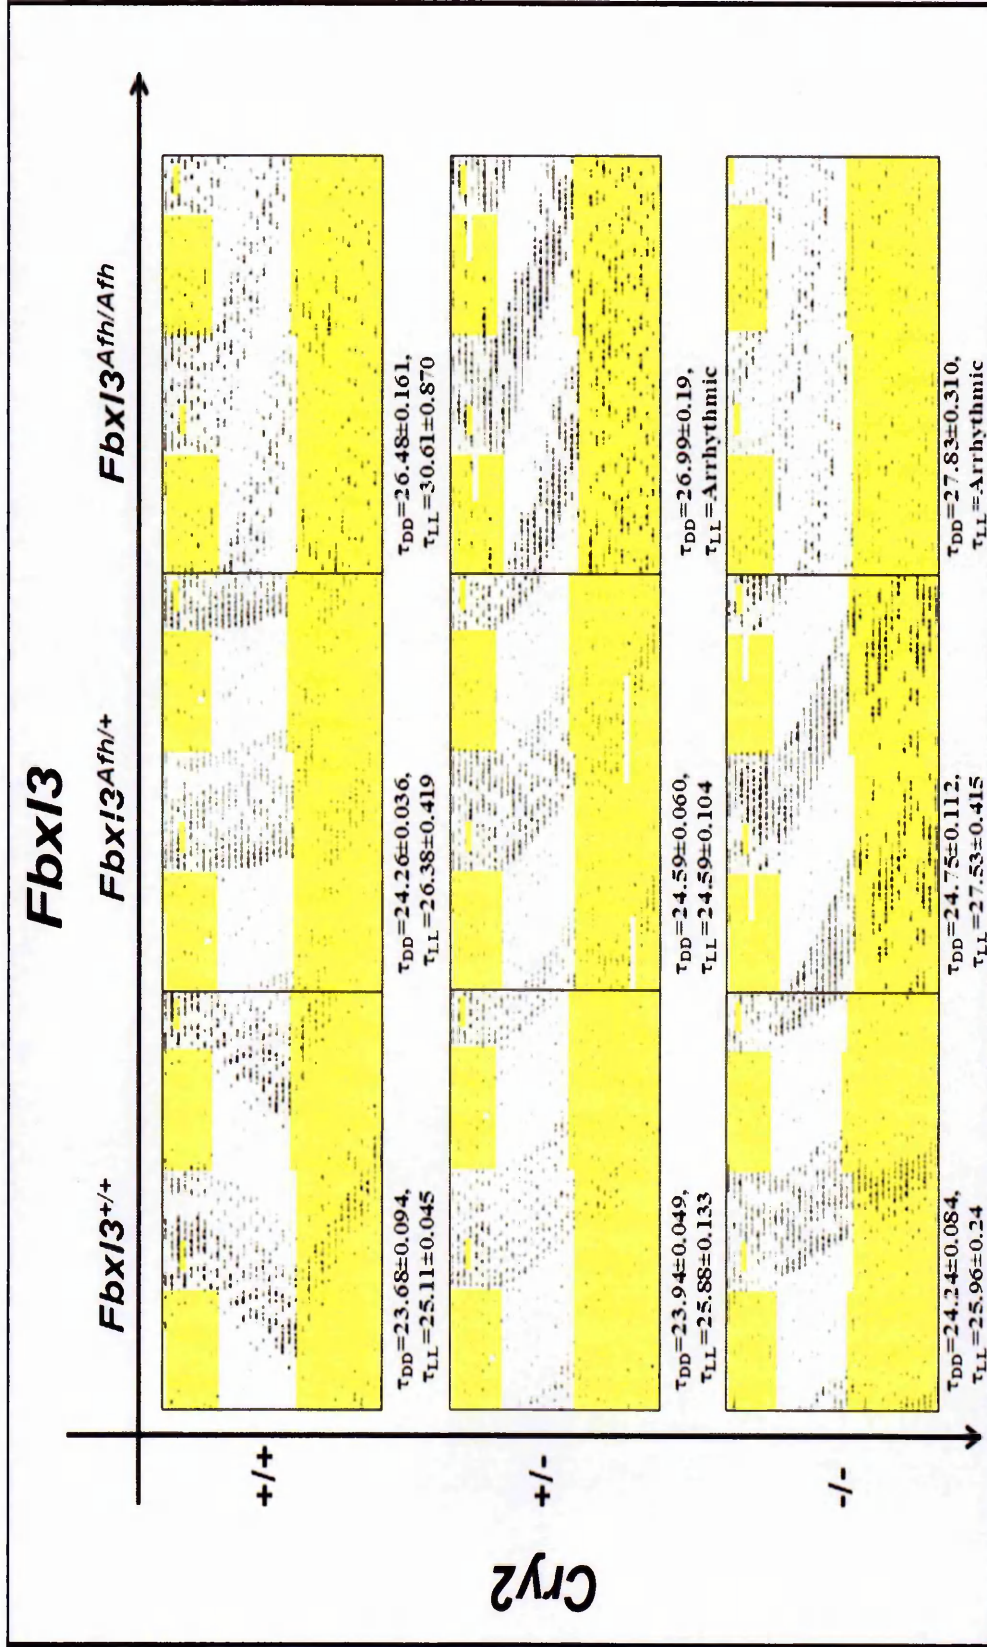 Fbxl3
Fbxl3+/+
Fbxl3Afh/+
Fbxl3Afh/Afh
Cry2
+/+
τDD=23.68±0.094,
τLL=25.11±0.045
τDD=24.26±0.036,
τLL=26.38±0.419
τDD=26.48±0.161,
τLL=30.61±0.870
+/-
τDD=23.94±0.049,
τLL=25.88±0.133
τDD=24.59±0.060,
τLL=24.59±0.104
τDD=26.99±0.19,
τLL=Arrhythmic
-/-
τDD=24.24±0.084,
τLL=25.96±0.24
τDD=24.75±0.112,
τLL=27.53±0.415
τDD=27.83±0.310,
τLL=Arrhythmic